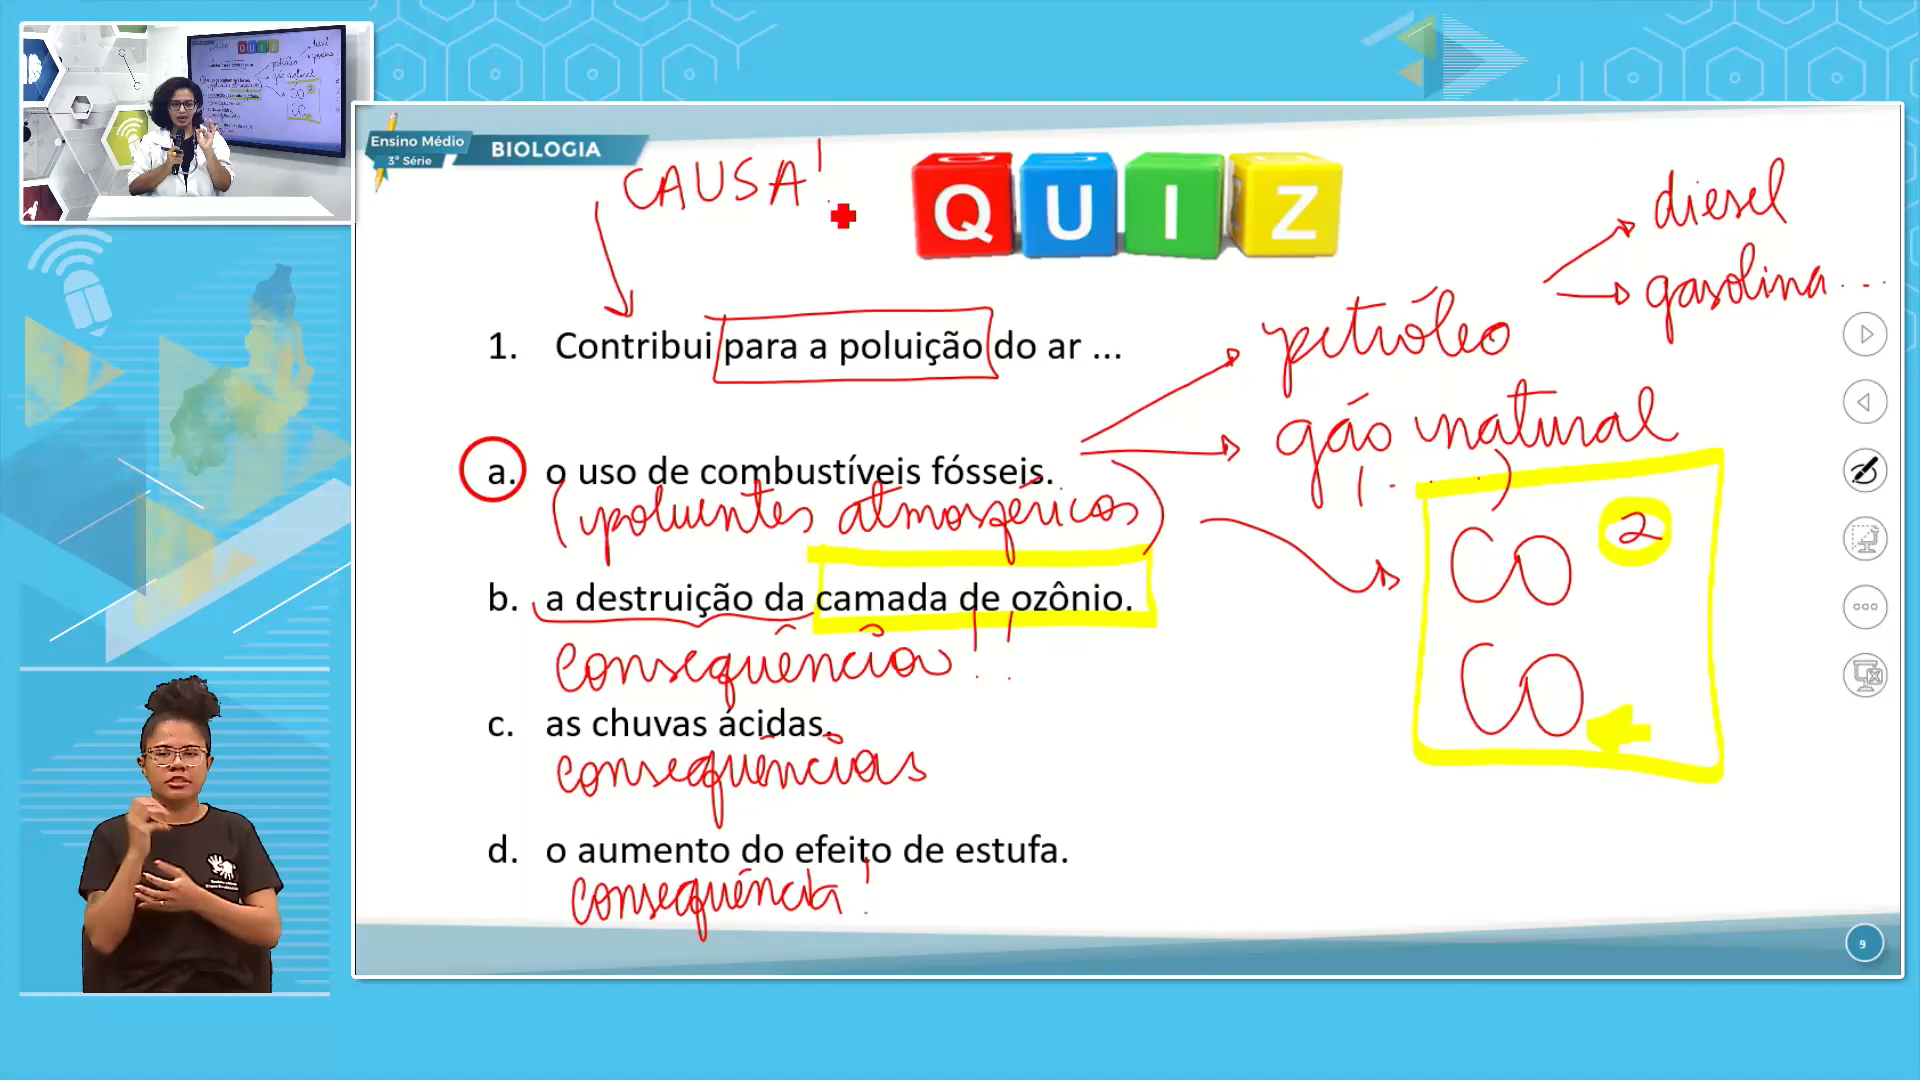 Ensino Médio
3ª Série
BIOLOGIA
QUIZ
CAUSA!
diesel
gasolina...
1. Contribui para a poluição do ar ...
petróleo
gás natural
(....)
a. o uso de combustíveis fósseis.
(poluentes atmosféricos)
CO 2
b. a destruição da camada de ozônio.
consequência!!
CO
c. as chuvas ácidas.
consequências
d. o aumento do efeito de estufa.
consequência!
9